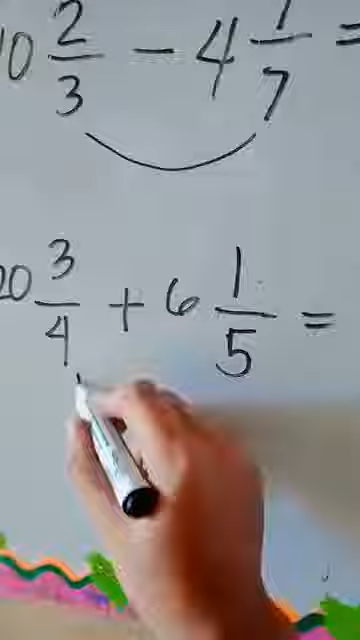 10 2/3 - 4 1/7 =
20 3/4 + 6 1/5 =